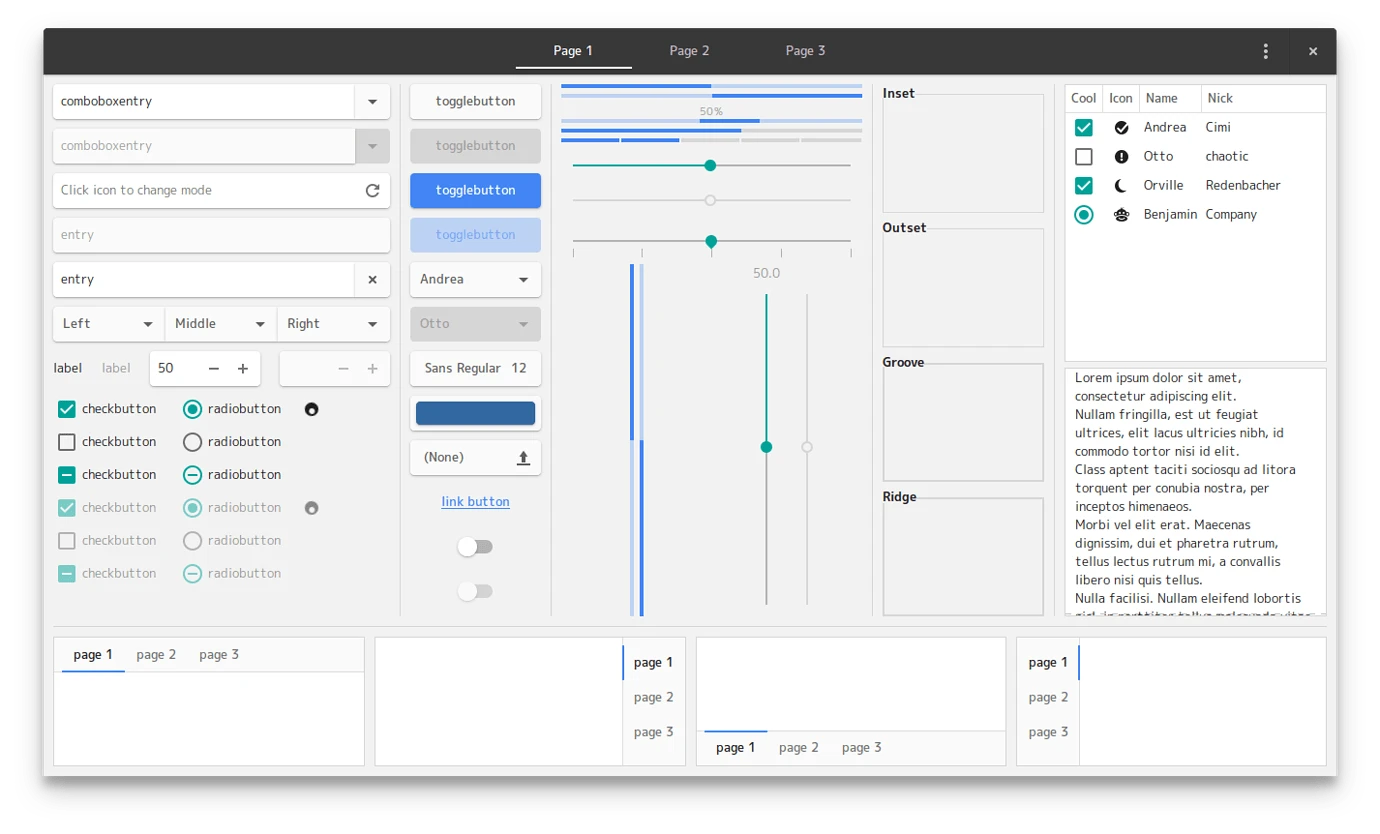 Page 1 Page 2 Page 3
comboboxentry
comboboxentry
Click icon to change mode
entry
entry
Left Middle Right
label label 50
checkbutton radiobutton
checkbutton radiobutton
checkbutton radiobutton
checkbutton radiobutton
checkbutton radiobutton
checkbutton radiobutton
togglebutton
togglebutton
togglebutton
togglebutton
Andrea
Otto
Sans Regular 12
(None)
link button
50%
50.0
Inset
Outset
Groove
Ridge
Cool Icon Name Nick
Andrea Cimi
Otto chaotic
Orville Redenbacher
Benjamin Company
Lorem ipsum dolor sit amet,
consectetur adipiscing elit.
Nullam fringilla, est ut feugiat
ultrices, elit lacus ultricies nibh, id
commodo tortor nisi id elit.
Class aptent taciti sociosqu ad litora
torquent per conubia nostra, per
inceptos himenaeos.
Morbi vel elit erat. Maecenas
dignissim, dui et pharetra rutrum,
tellus lectus rutrum mi, a convallis
libero nisi quis tellus.
Nulla facilisi. Nullam eleifend lobortis
page 1 page 2 page 3
page 1
page 2
page 3
page 1 page 2 page 3
page 1
page 2
page 3